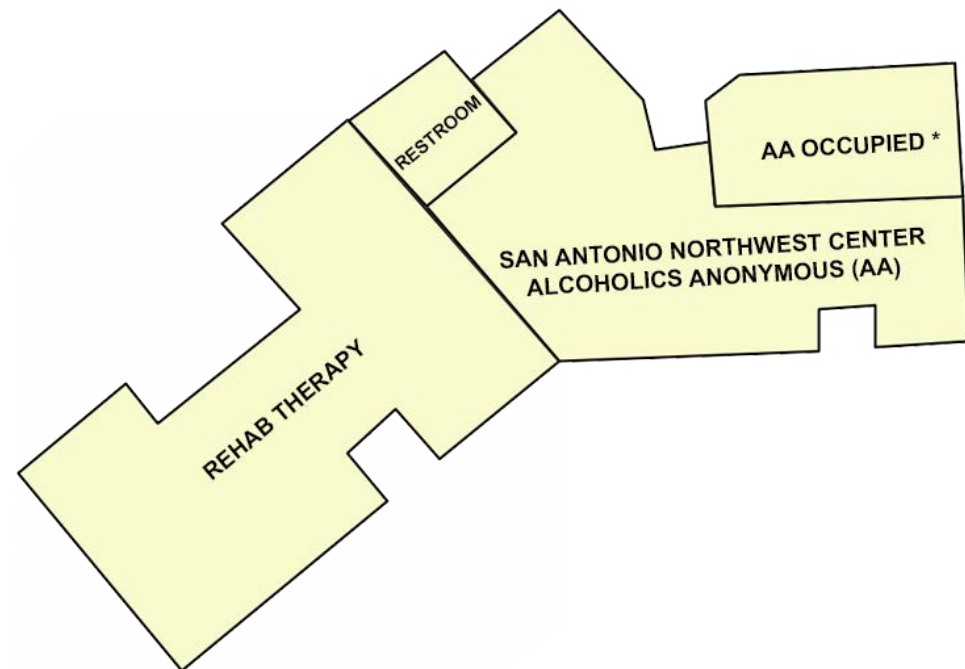 RESTROOM
AA OCCUPIED *
SAN ANTONIO NORTHWEST CENTER
ALCOHOLICS ANONYMOUS (AA)
REHAB THERAPY